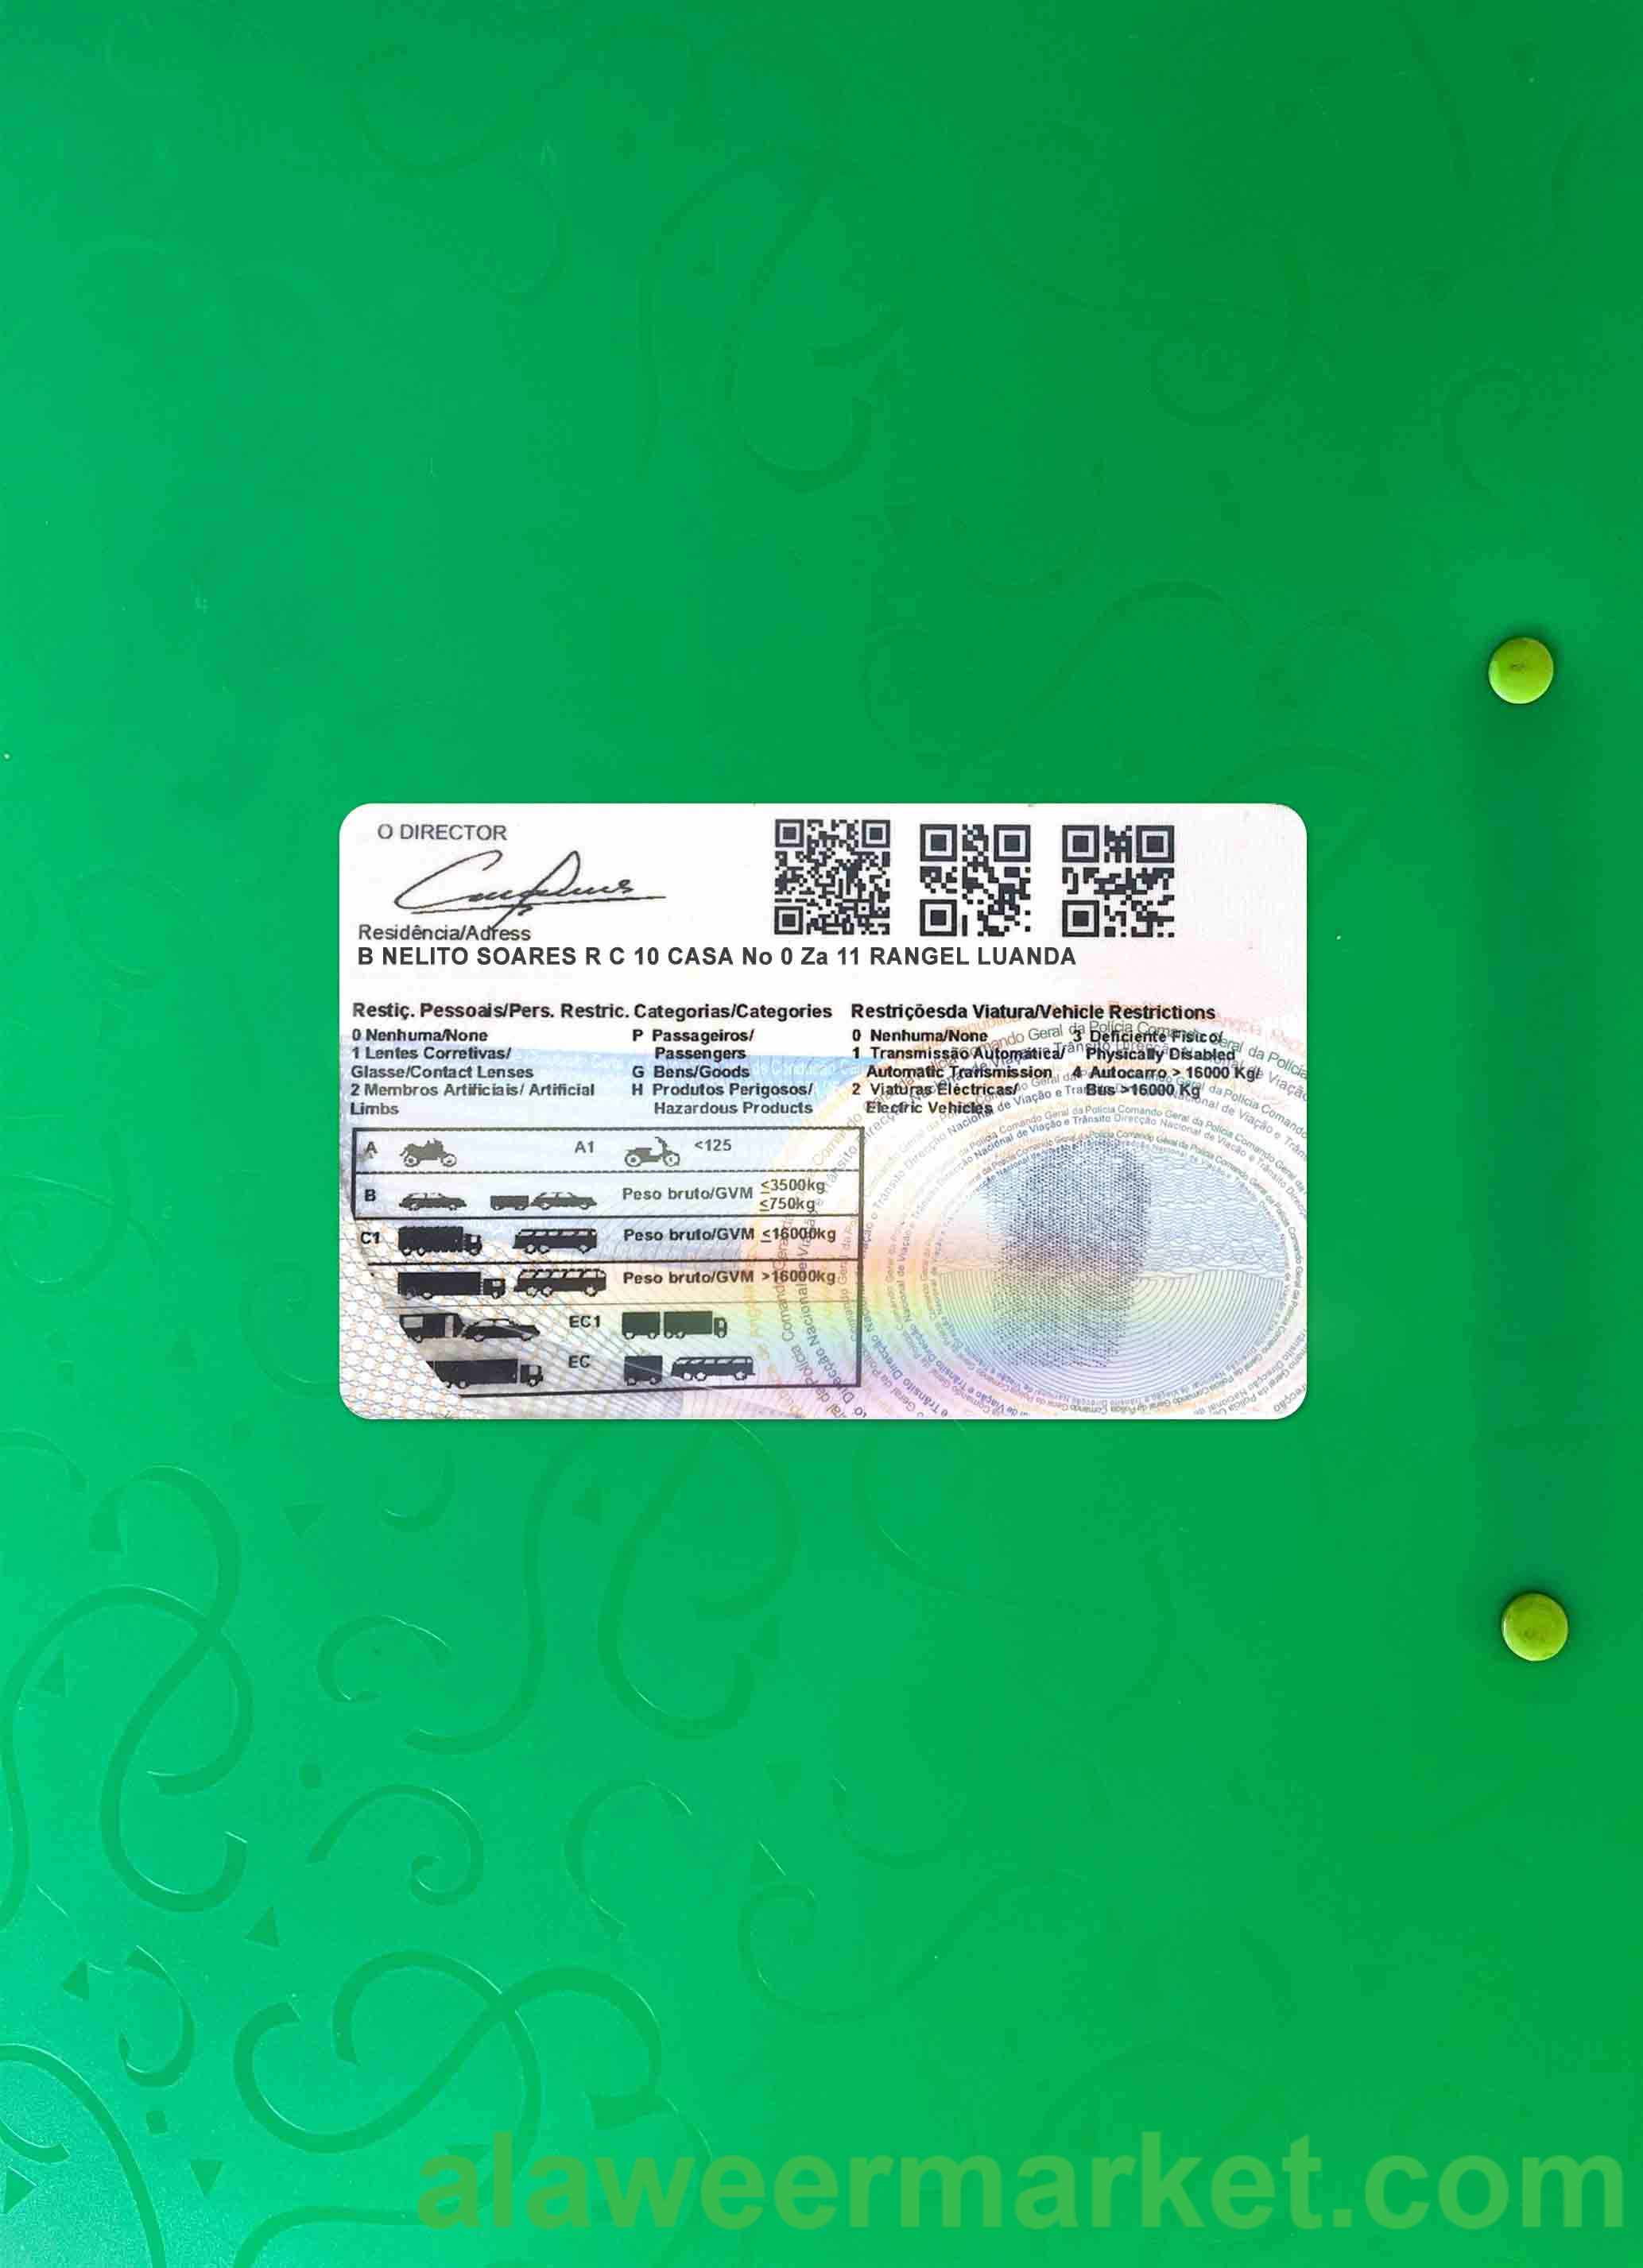 O DIRECTOR
Residência/Adress
B NELITO SOARES R C 10 CASA No 0 Za 11 RANGEL LUANDA
Restiç. Pessoais/Pers. Restric. Categorias/Categories Restriçõesda Viatura/Vehicle Restrictions
0 Nenhuma/None P Passageiros/ 0 Nenhuma/None 3 Deficiente Fisico/
1 Lentes Corretivas/ Passengers 1 Transmissão Automática/ Physically Disabled
Glasse/Contact Lenses G Bens/Goods Automatic Transmission 4 Autocarro > 16000 Kg/
2 Membros Artificiais/ Artificial H Produtos Perigosos/ 2 Viaturas Eléctricas/ Bus >16000 Kg
Limbs Hazardous Products Electric Vehicles
A A1 <125
B Peso bruto/GVM ≤3500kg
≤750kg
C1 Peso bruto/GVM ≤16000kg
Peso bruto/GVM >16000kg
EC1
EC
alaweermarket.com